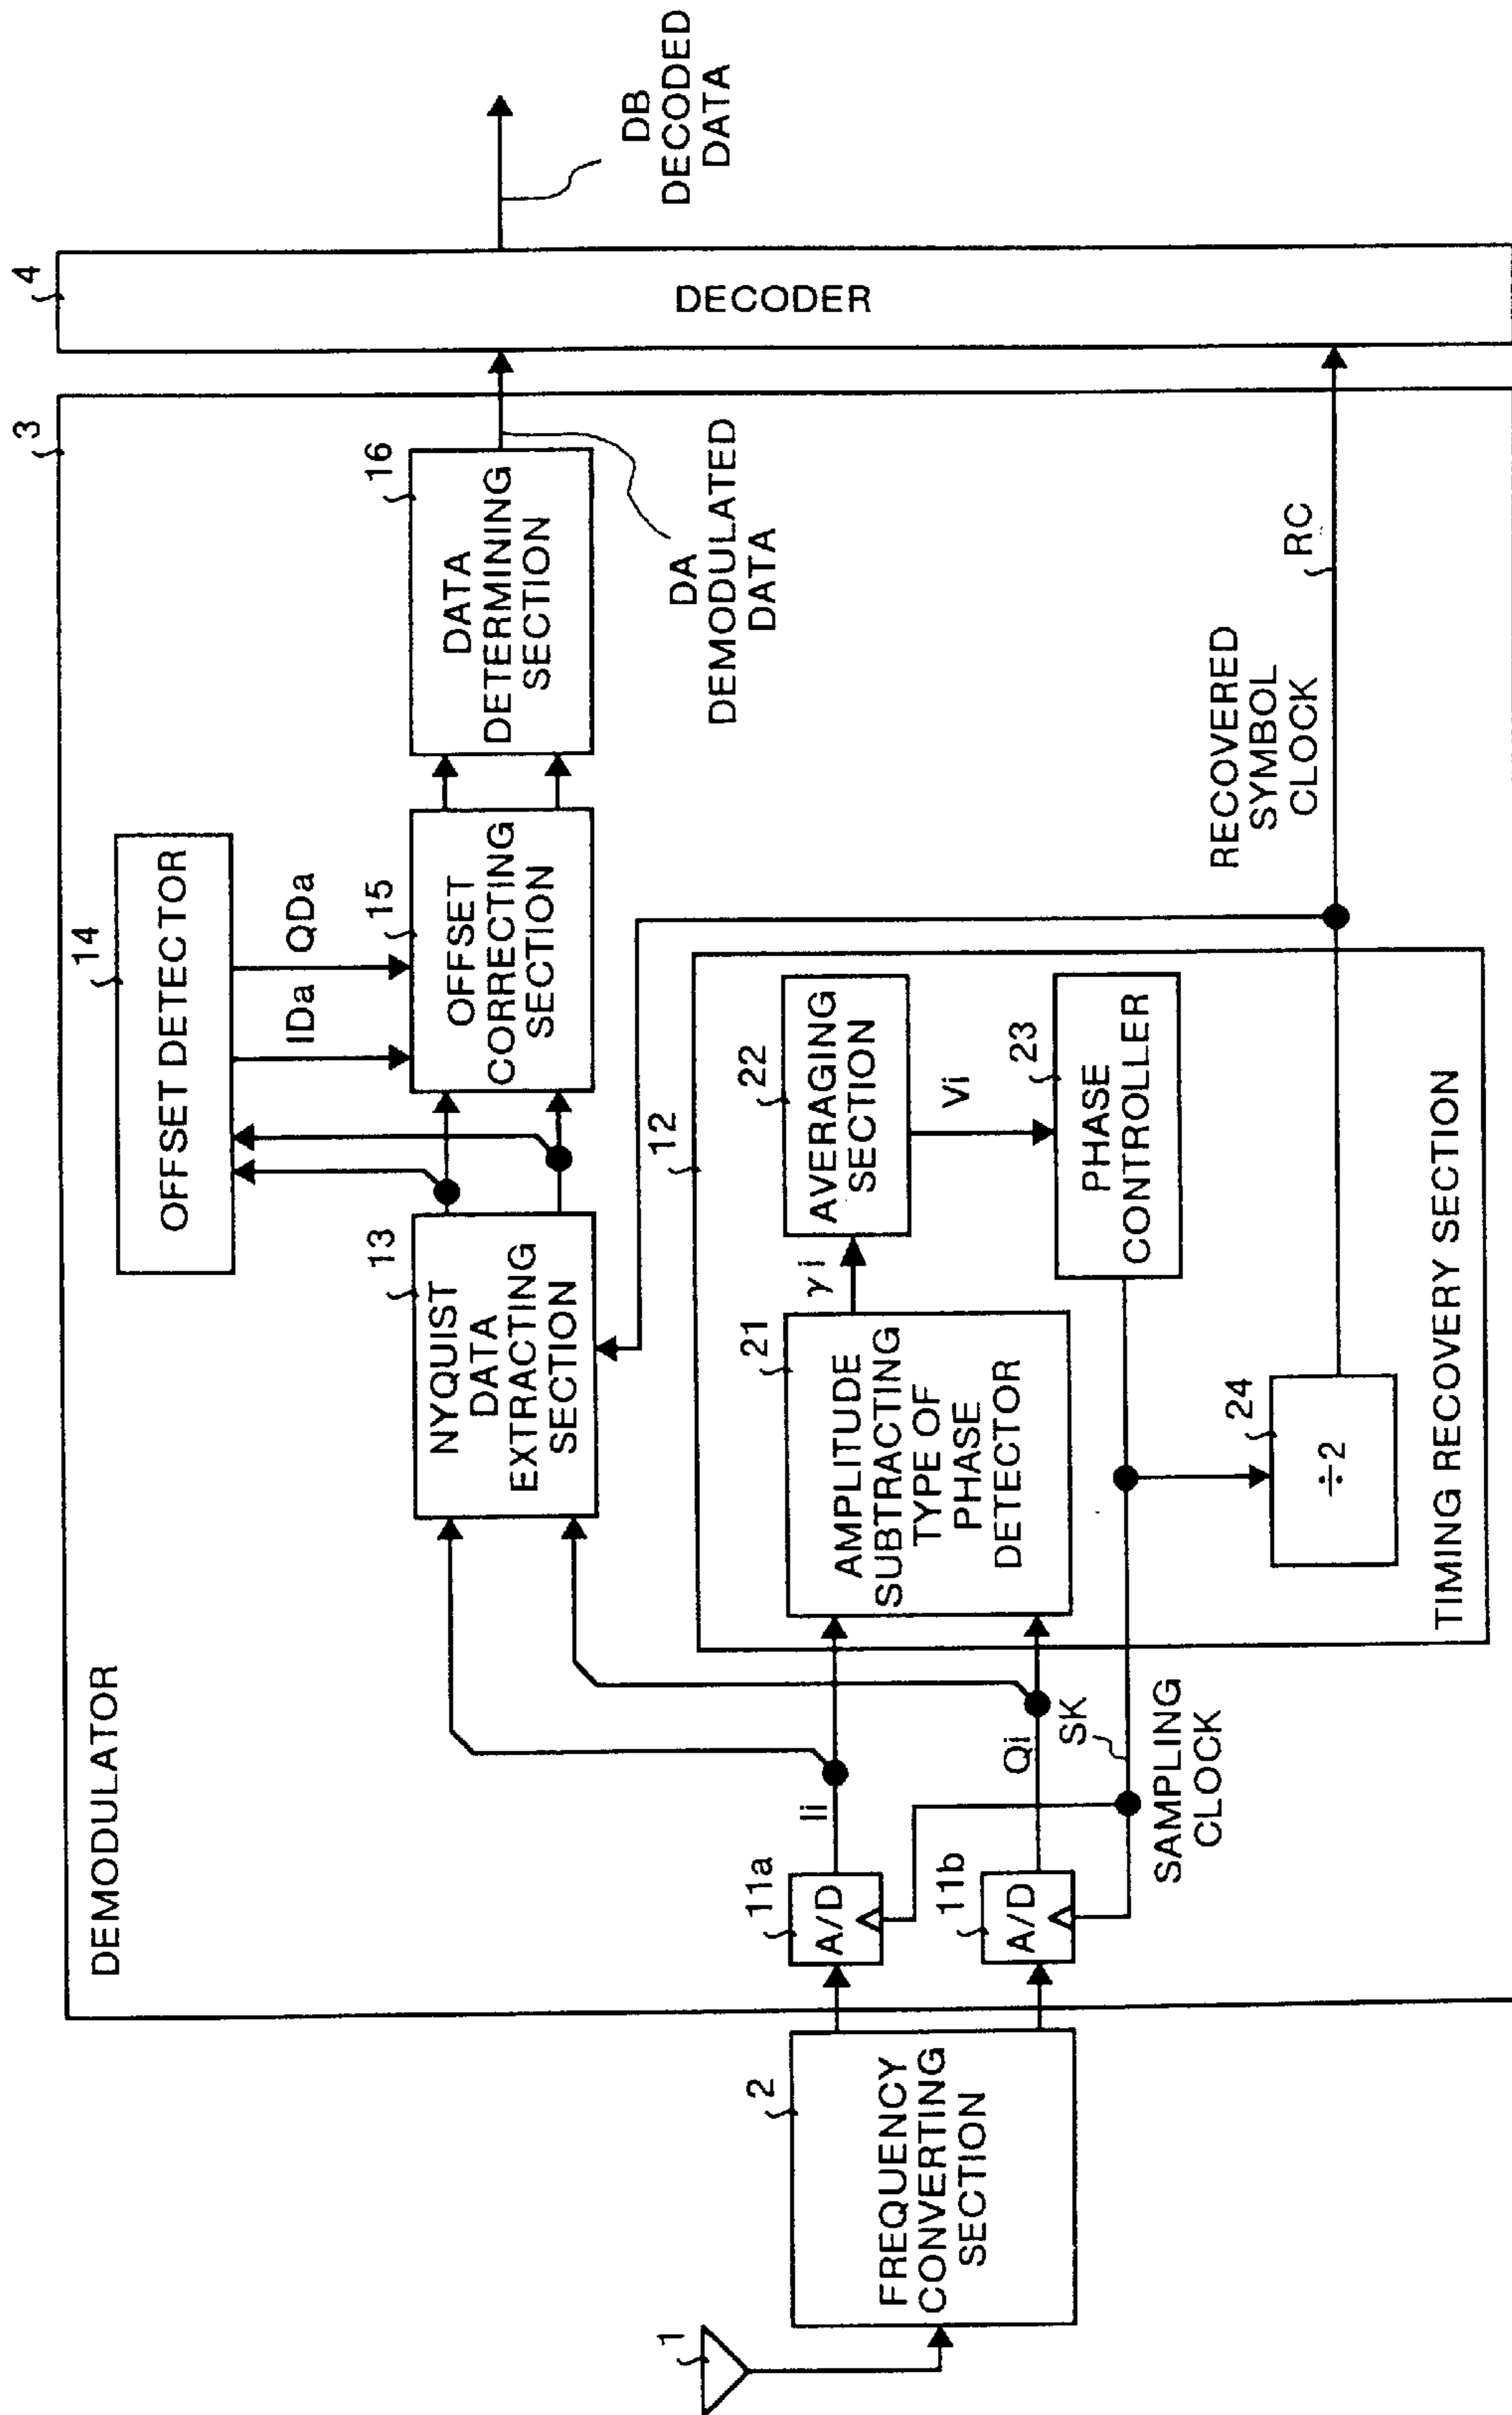 1
2
FREQUENCY
CONVERTING
SECTION
DEMODULATOR
3
11a
A/D
11b
A/D
Ii
Qi
SK
SAMPLING
CLOCK
13
NYQUIST
DATA
EXTRACTING
SECTION
14
OFFSET DETECTOR
IDa
QDa
15
OFFSET
CORRECTING
SECTION
16
DATA
DETERMINING
SECTION
DA
DEMODULATED
DATA
12
21
AMPLITUDE
SUBTRACTING
TYPE OF
PHASE
DETECTOR
γi
22
AVERAGING
SECTION
Vi
23
PHASE
CONTROLLER
24
÷2
TIMING RECOVERY SECTION
RECOVERED
SYMBOL
CLOCK
RC
4
DECODER
DB
DECODED
DATA